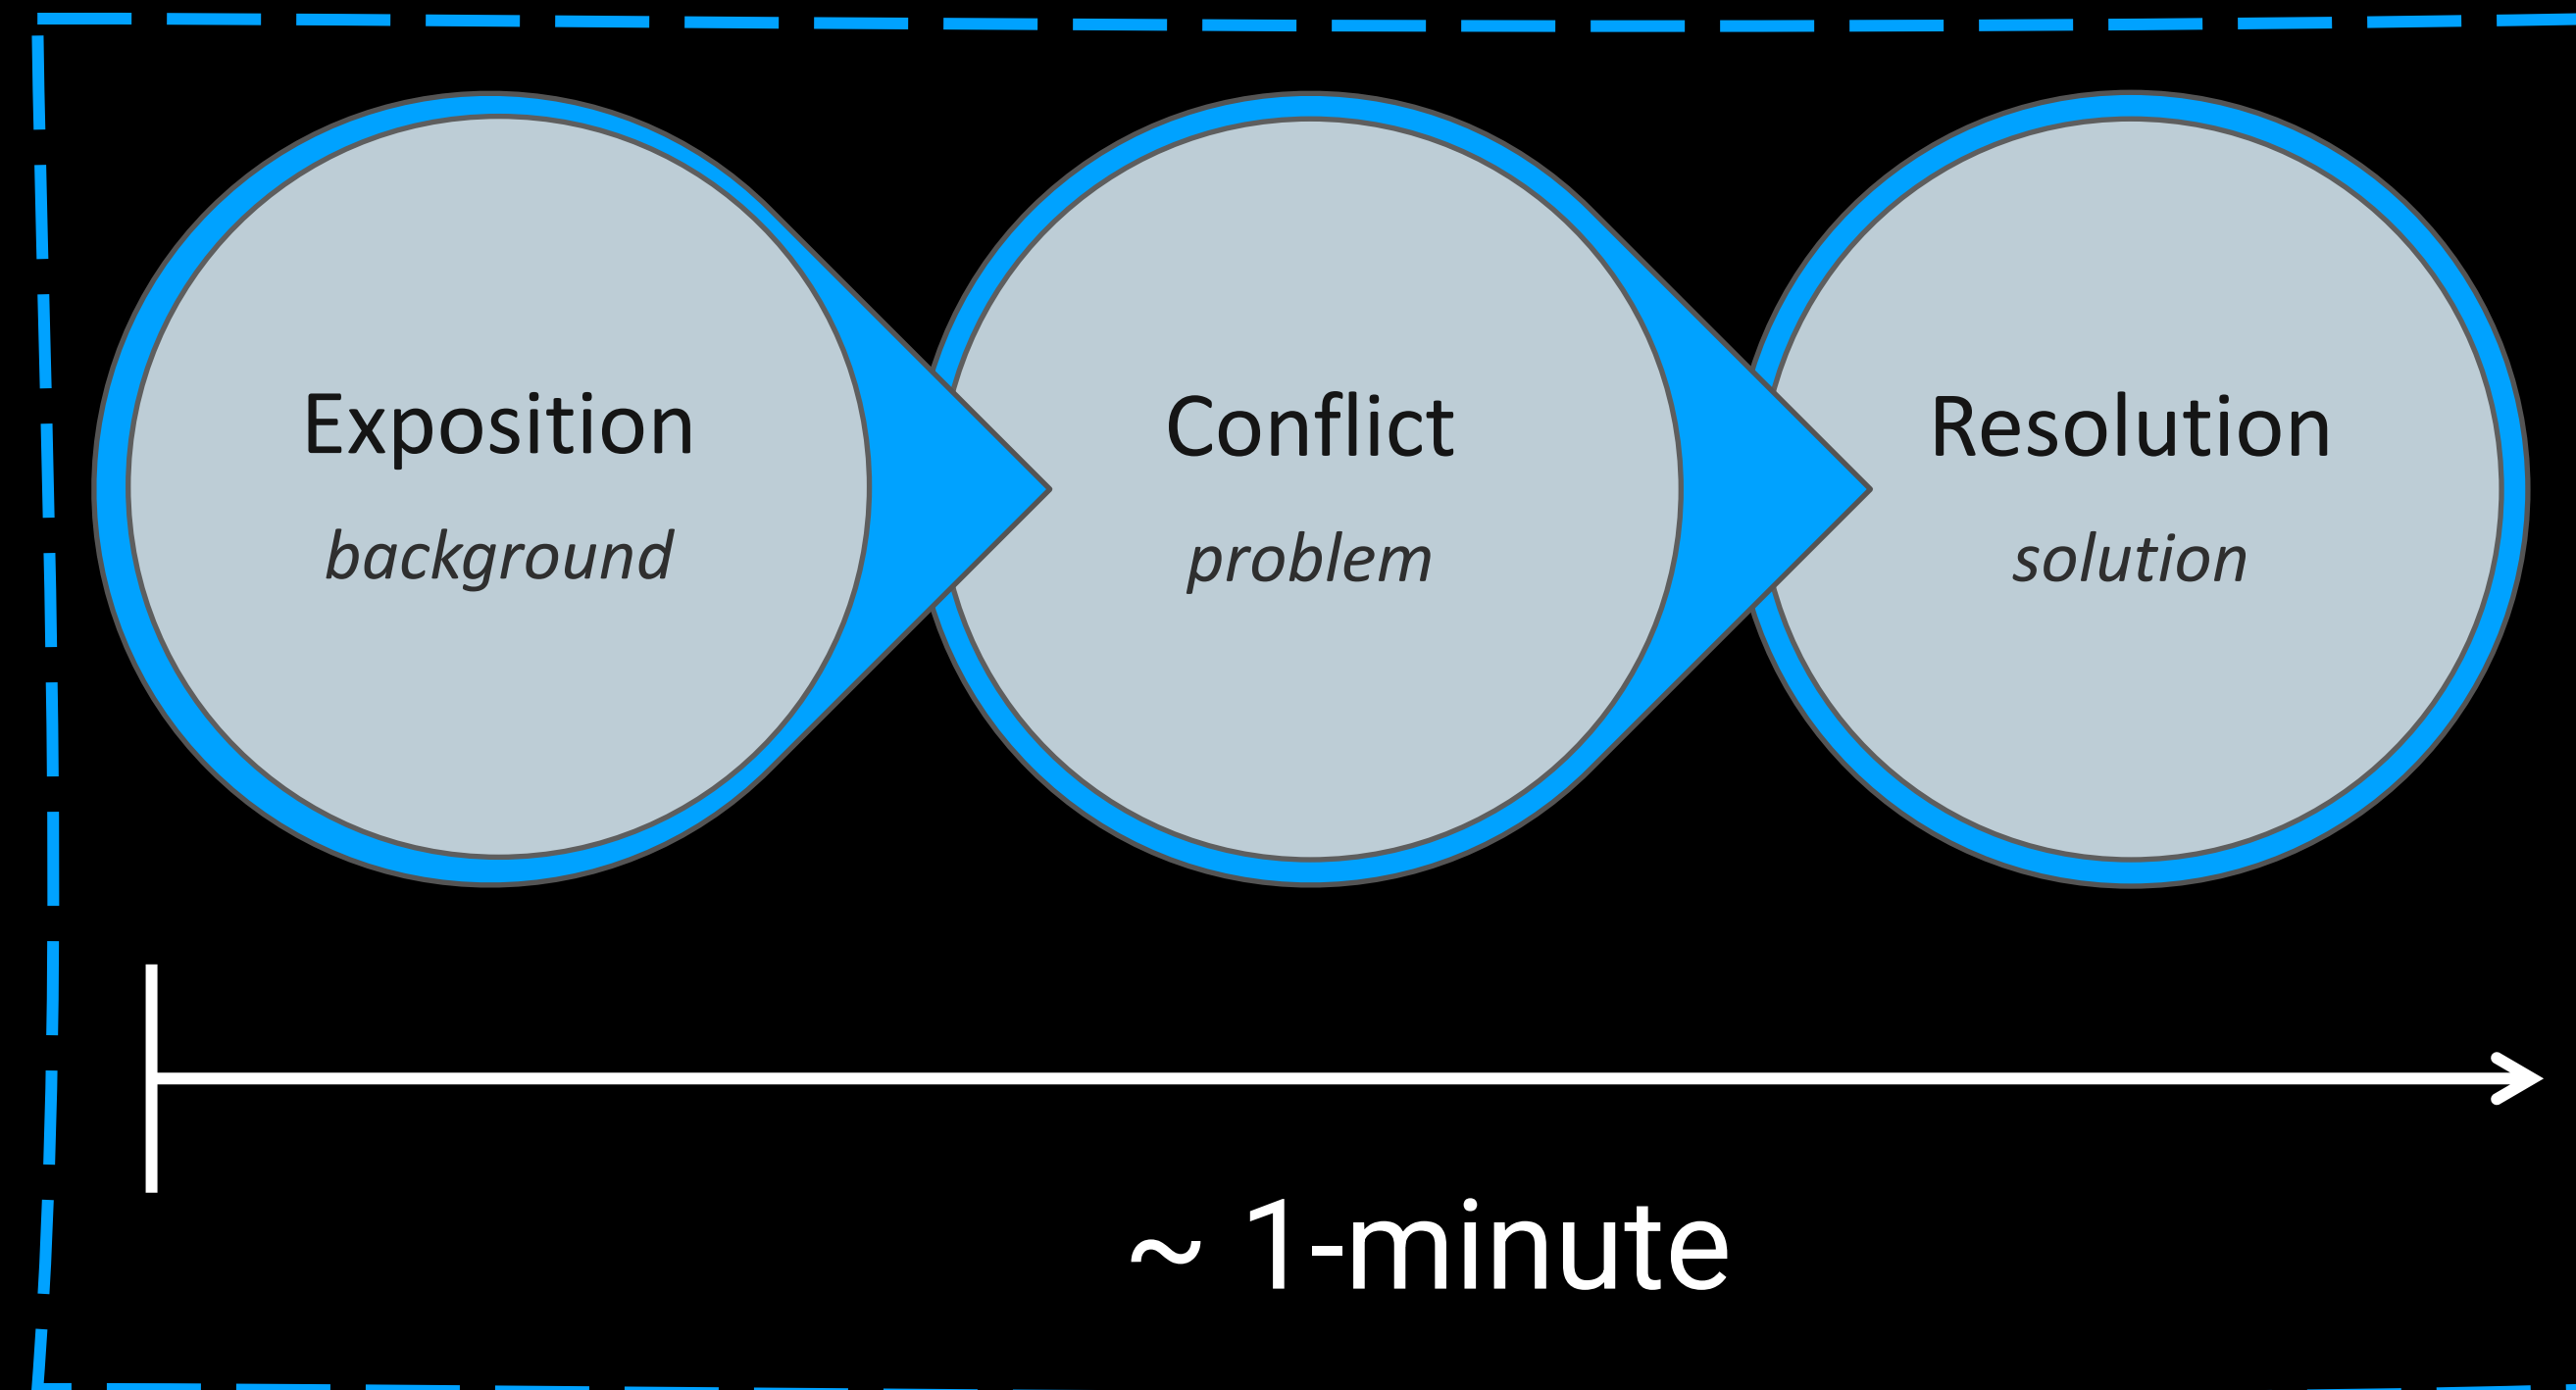 Exposition
background
Conflict
problem
Resolution
solution
~ 1-minute